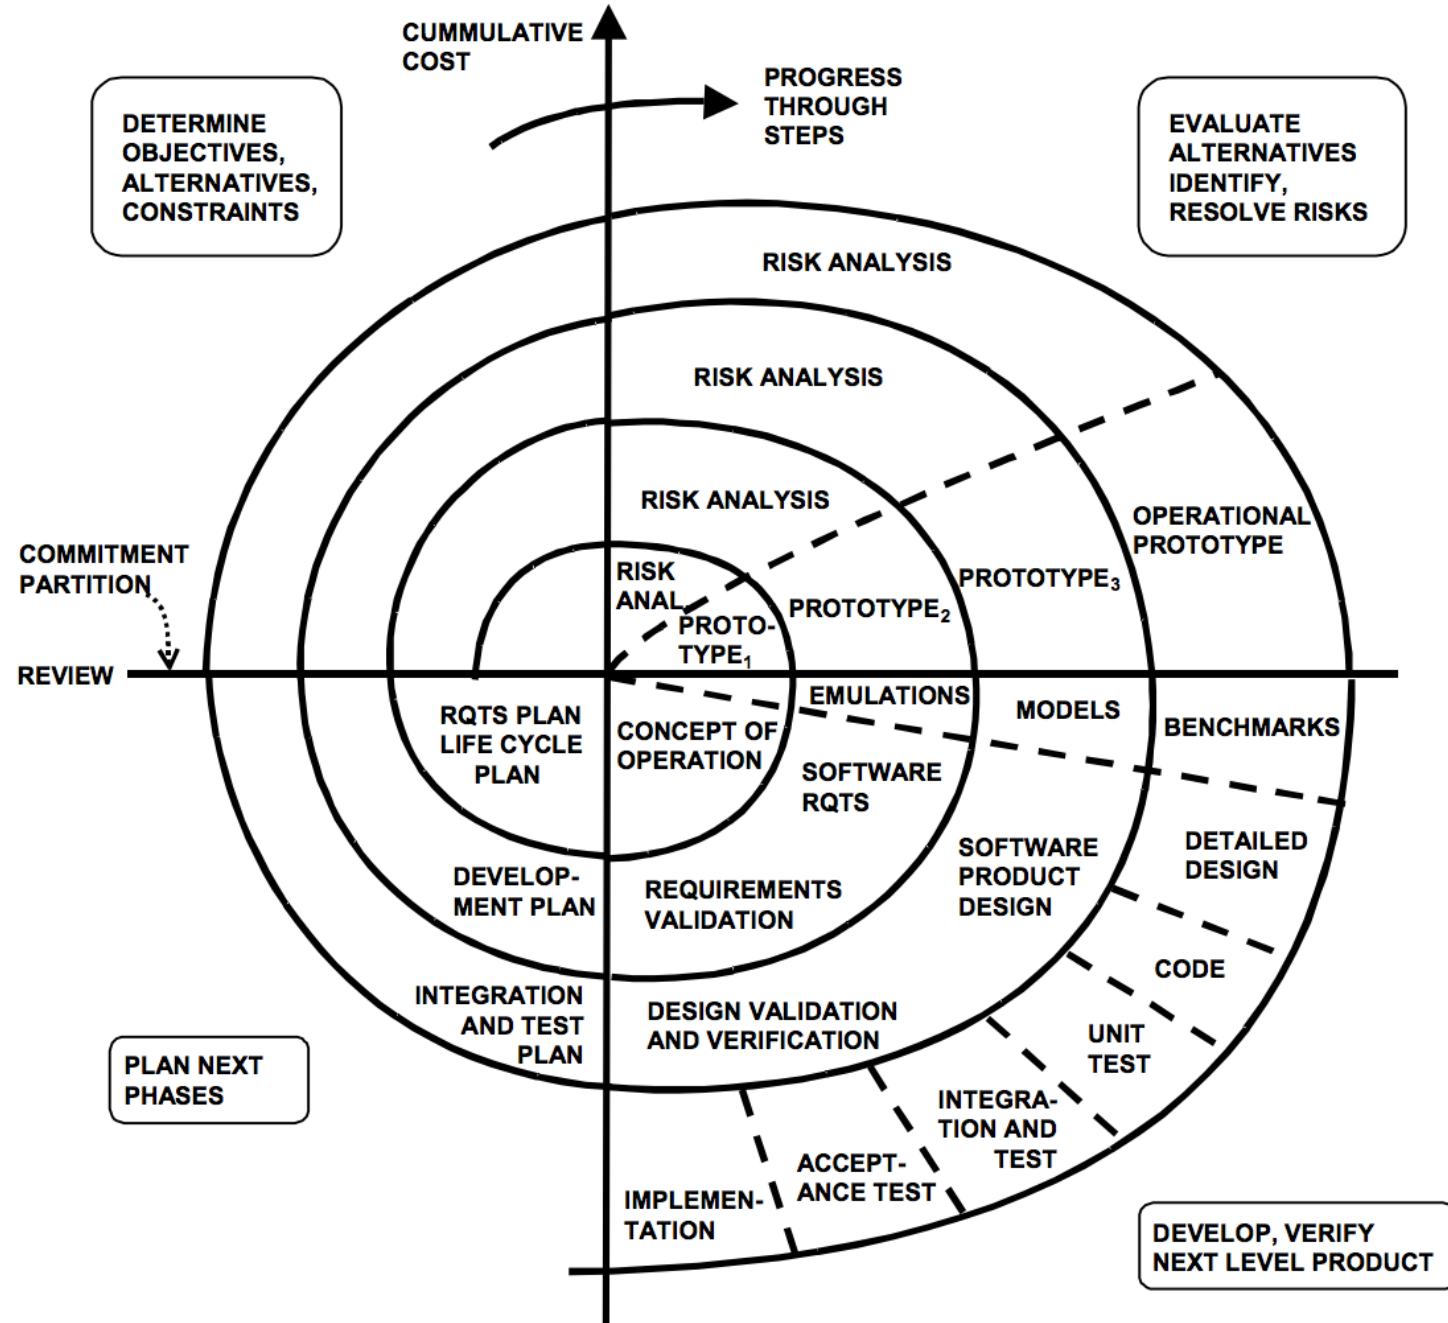 CUMMULATIVE
COST
PROGRESS
THROUGH
STEPS
DETERMINE
OBJECTIVES,
ALTERNATIVES,
CONSTRAINTS
EVALUATE
ALTERNATIVES
IDENTIFY,
RESOLVE RISKS
RISK ANALYSIS
RISK ANALYSIS
RISK ANALYSIS
RISK
ANAL.
OPERATIONAL
PROTOTYPE
PROTOTYPE3
PROTOTYPE2
PROTO-
TYPE1
COMMITMENT
PARTITION
REVIEW
EMULATIONS
MODELS
BENCHMARKS
RQTS PLAN
LIFE CYCLE
PLAN
CONCEPT OF
OPERATION
SOFTWARE
RQTS
SOFTWARE
PRODUCT
DESIGN
DETAILED
DESIGN
DEVELOP-
MENT PLAN
REQUIREMENTS
VALIDATION
CODE
INTEGRATION
AND TEST
PLAN
DESIGN VALIDATION
AND VERIFICATION
UNIT
TEST
PLAN NEXT
PHASES
INTEGRA-
TION AND
TEST
ACCEPT-
ANCE TEST
IMPLEMEN-
TATION
DEVELOP, VERIFY
NEXT LEVEL PRODUCT